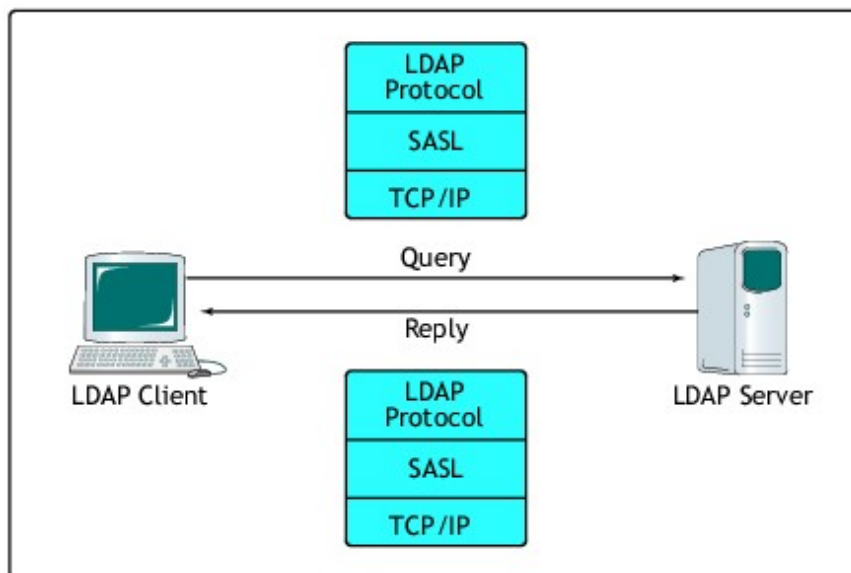 LDAP
Protocol
SASL
TCP/IP
Query
Reply
LDAP Client
LDAP Server
LDAP
Protocol
SASL
TCP/IP